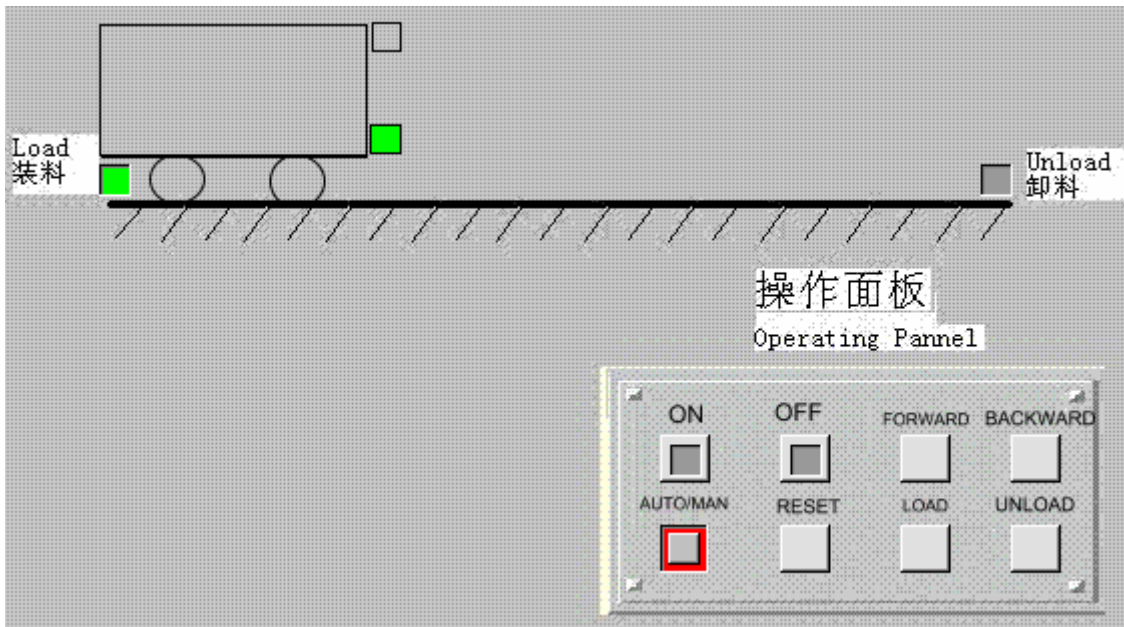 Load
装料
Unload
卸料
操作面板
Operating Pannel
ON OFF FORWARD BACKWARD
AUTO/MAN RESET LOAD UNLOAD